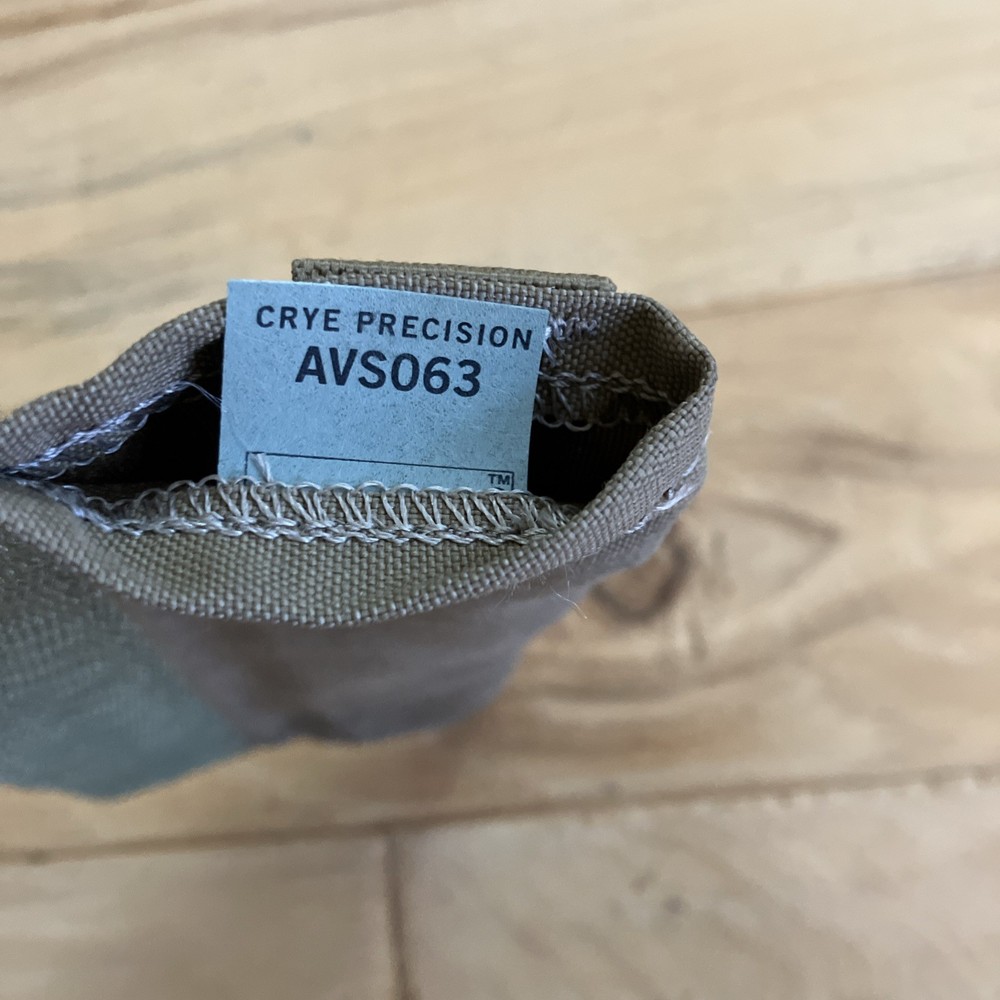 CRYE PRECISION
AVS063
TM